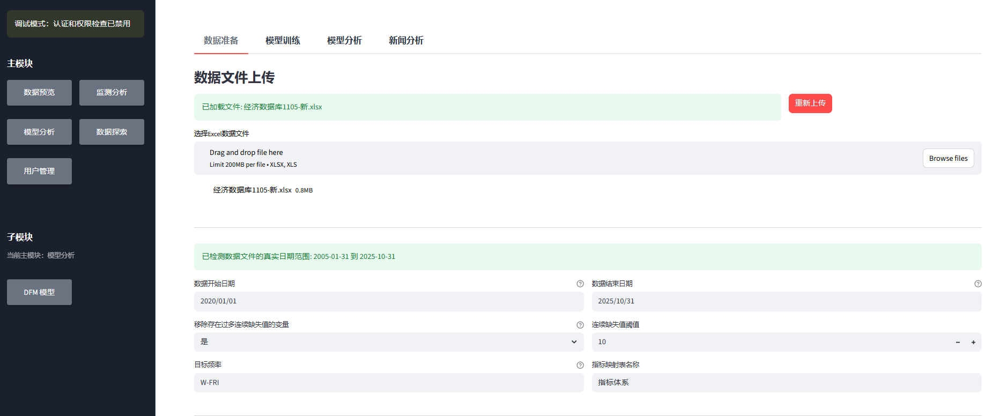 调试模式：认证和权限检查已禁用
主模块
数据预览
监测分析
模型分析
数据探索
用户管理
子模块
当前主模块：模型分析
DFM 模型
数据准备
模型训练
模型分析
新闻分析
数据文件上传
已加载文件: 经济数据库1105-新.xlsx
重新上传
选择Excel数据文件
Drag and drop file here
Limit 200MB per file • XLSX, XLS
Browse files
经济数据库1105-新.xlsx 0.8MB
已检测数据文件的真实日期范围: 2005-01-31 到 2025-10-31
数据开始日期
数据结束日期
2020/01/01
2025/10/31
移除存在过多连续缺失值的变量
连续缺失值阈值
是
10
目标频率
指标映射表名称
W-FRI
指标体系